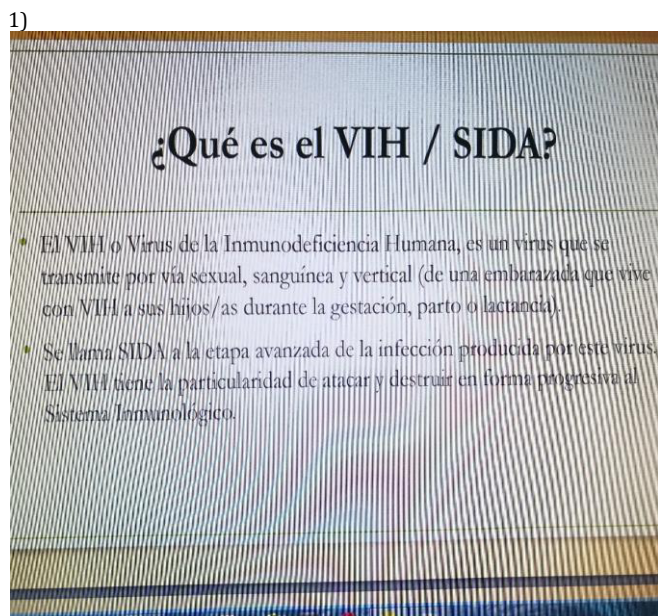 1)
¿Qué es el VIH / SIDA?
• El VIH o Virus de la Inmunodeficiencia Humana, es un virus que se
transmite por vía sexual, sanguínea y vertical (de una embarazada que vive
con VIH a sus hijos/as durante la gestación, parto o lactancia).
• Se llama SIDA a la etapa avanzada de la infección producida por este virus.
El VIH tiene la particularidad de atacar y destruir en forma progresiva al
Sistema Inmunológico.